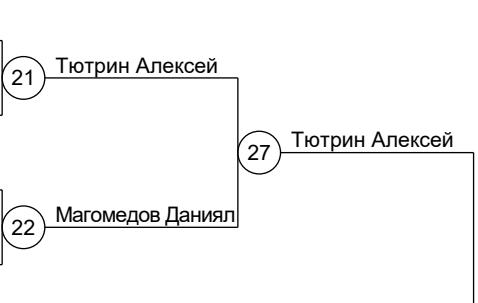 Тютрин Алексей
21
Тютрин Алексей
27
Магомедов Даниял
22